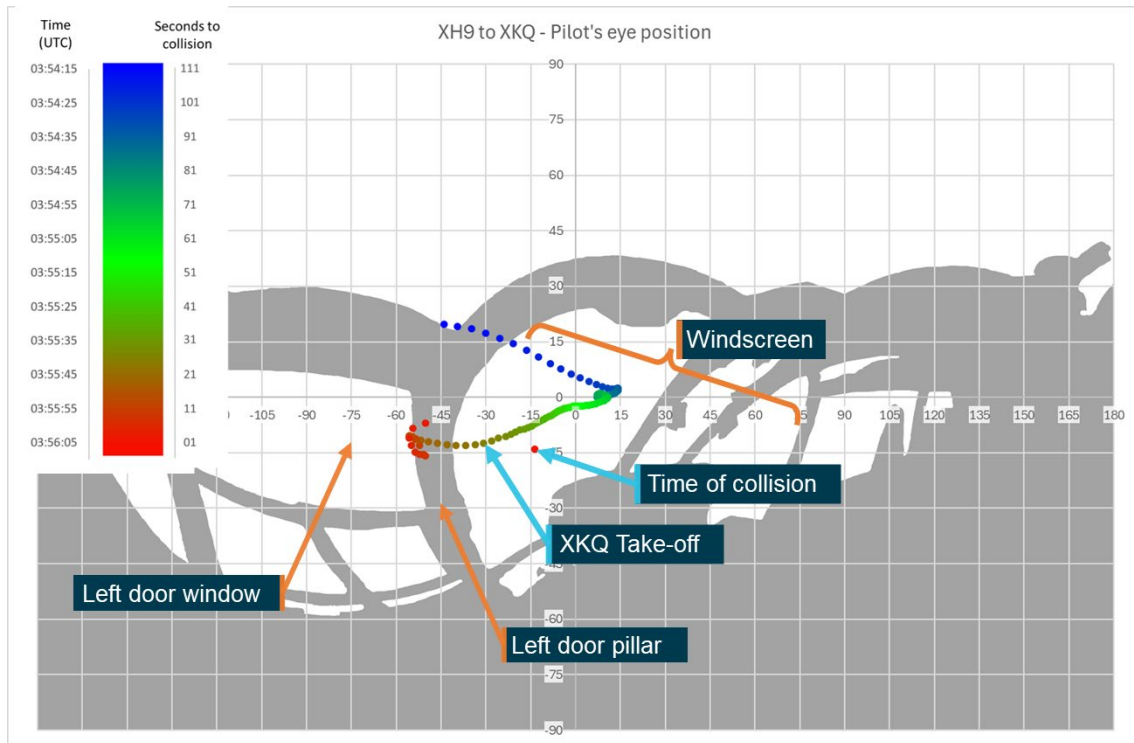 XH9 to XKQ - Pilot's eye position
Time
(UTC)
Seconds to
collision
03:54:15 111
03:54:25 101
03:54:35 91
03:54:45 81
03:54:55 71
03:55:05 61
03:55:15 51
03:55:25 41
03:55:35 31
03:55:45 21
03:55:55 11
03:56:05 01
90
75
60
45
30
15
0
-15
-30
-45
-60
-75
-90
-105 -90 -75 -60 -45 -30 -15 0 15 30 45 60 75 90 105 120 135 150 165 180
Windscreen
Time of collision
XKQ Take-off
Left door window
Left door pillar